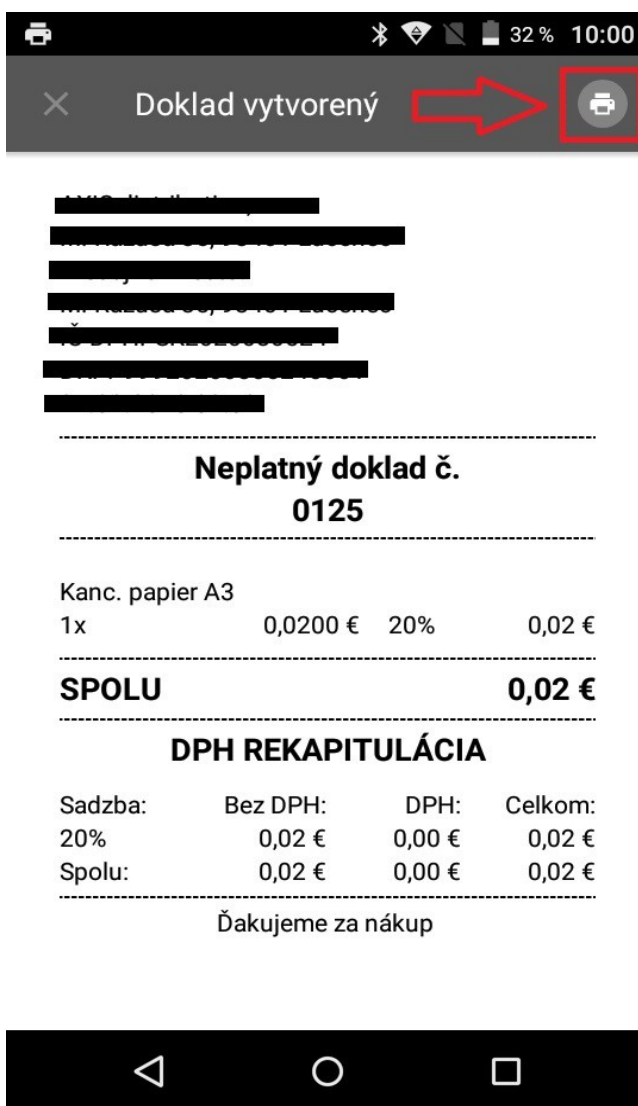 32 % 10:00
Doklad vytvorený
Neplatný doklad č.
0125
Kanc. papier A3
1x 0,0200 € 20% 0,02 €
SPOLU 0,02 €
DPH REKAPITULÁCIA
Sadzba: Bez DPH: DPH: Celkom:
20% 0,02 € 0,00 € 0,02 €
Spolu: 0,02 € 0,00 € 0,02 €
Ďakujeme za nákup